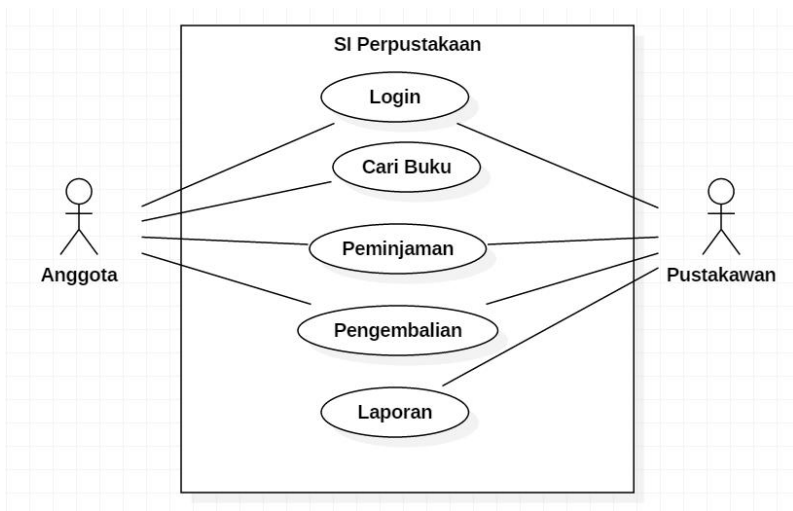 SI Perpustakaan
Login
Cari Buku
Peminjaman
Pengembalian
Laporan
Anggota
Pustakawan